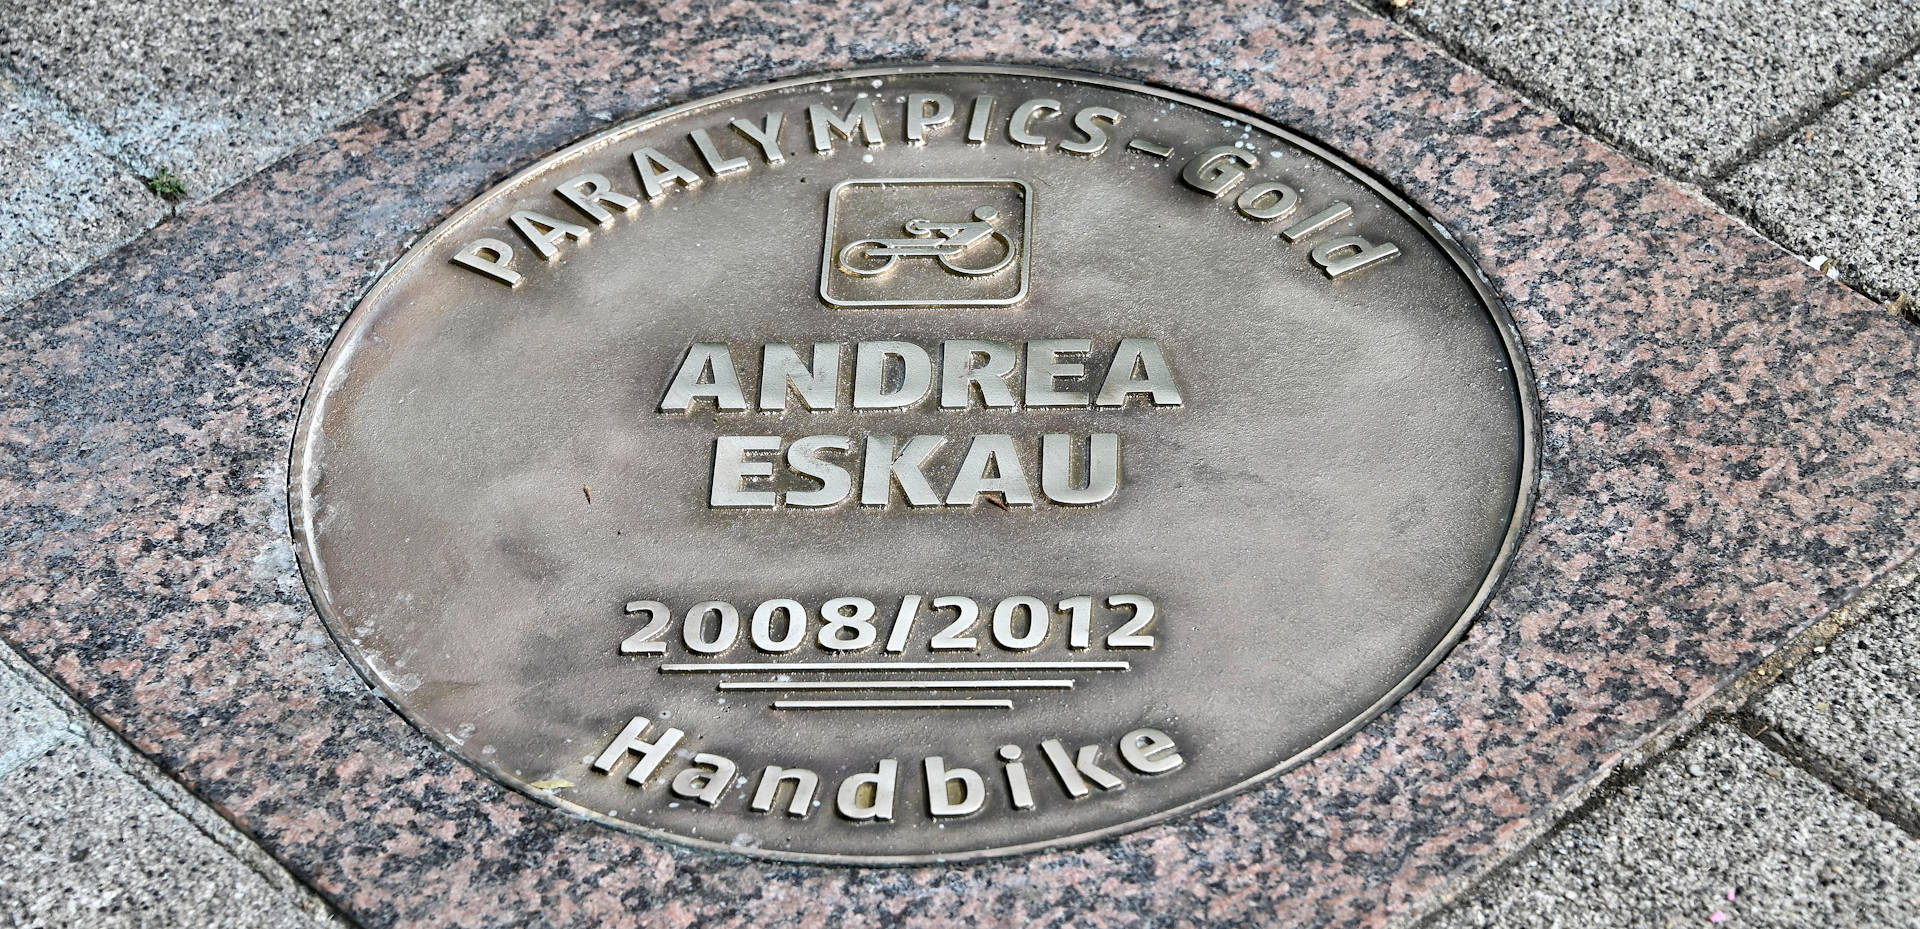 PARALYMPICS-Gold
ANDREA
ESKAU
2008/2012
Handbike